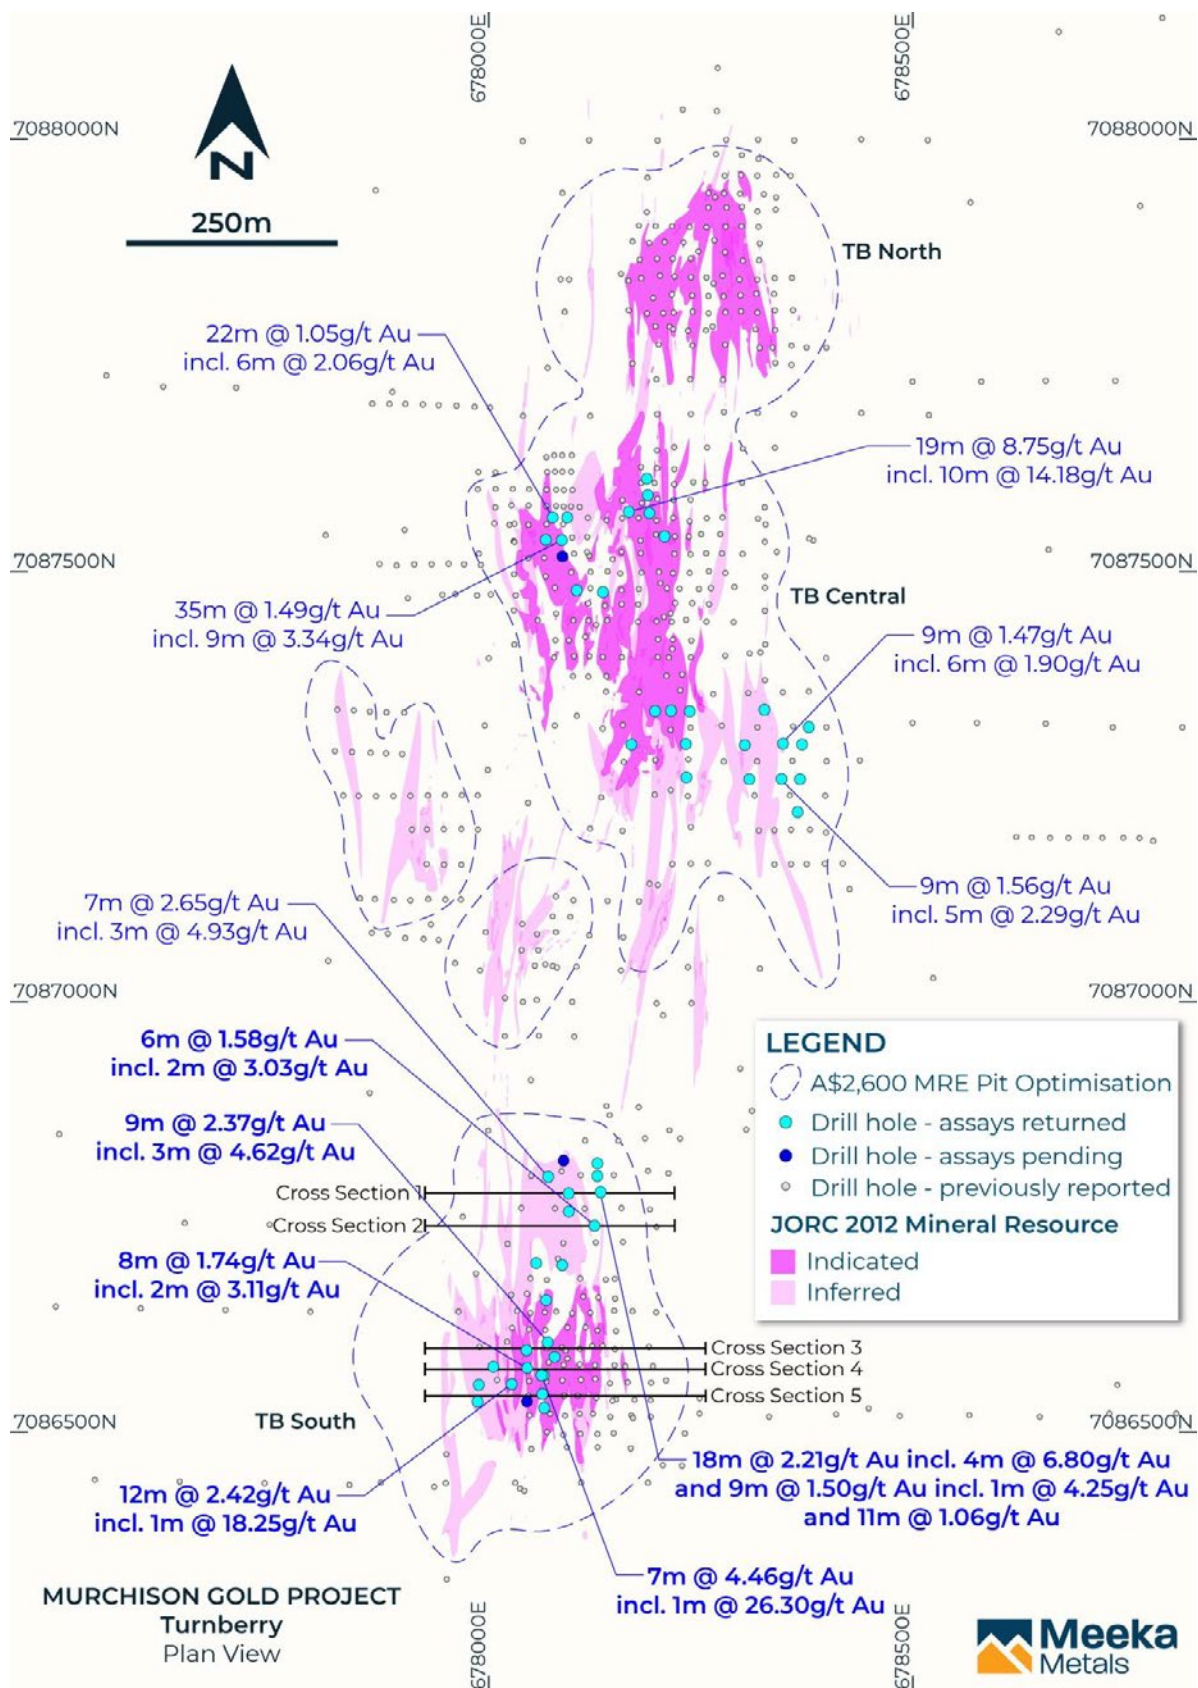 678000E
678500E
7088000N
7088000N
N
250m
TB North
22m @ 1.05g/t Au
incl. 6m @ 2.06g/t Au
19m @ 8.75g/t Au
incl. 10m @ 14.18g/t Au
7087500N
7087500N
35m @ 1.49g/t Au
incl. 9m @ 3.34g/t Au
TB Central
9m @ 1.47g/t Au
incl. 6m @ 1.90g/t Au
7m @ 2.65g/t Au
incl. 3m @ 4.93g/t Au
9m @ 1.56g/t Au
incl. 5m @ 2.29g/t Au
7087000N
7087000N
6m @ 1.58g/t Au
incl. 2m @ 3.03g/t Au
9m @ 2.37g/t Au
incl. 3m @ 4.62g/t Au
LEGEND
A$2,600 MRE Pit Optimisation
Drill hole - assays returned
Drill hole - assays pending
Drill hole - previously reported
JORC 2012 Mineral Resource
Indicated
Inferred
Cross Section 1
Cross Section 2
8m @ 1.74g/t Au
incl. 2m @ 3.11g/t Au
Cross Section 3
Cross Section 4
Cross Section 5
7086500N
TB South
7086500N
12m @ 2.42g/t Au
incl. 1m @ 18.25g/t Au
18m @ 2.21g/t Au incl. 4m @ 6.80g/t Au
and 9m @ 1.50g/t Au incl. 1m @ 4.25g/t Au
and 11m @ 1.06g/t Au
7m @ 4.46g/t Au
incl. 1m @ 26.30g/t Au
MURCHISON GOLD PROJECT
Turnberry
Plan View
678000E
678500E
Meeka
Metals